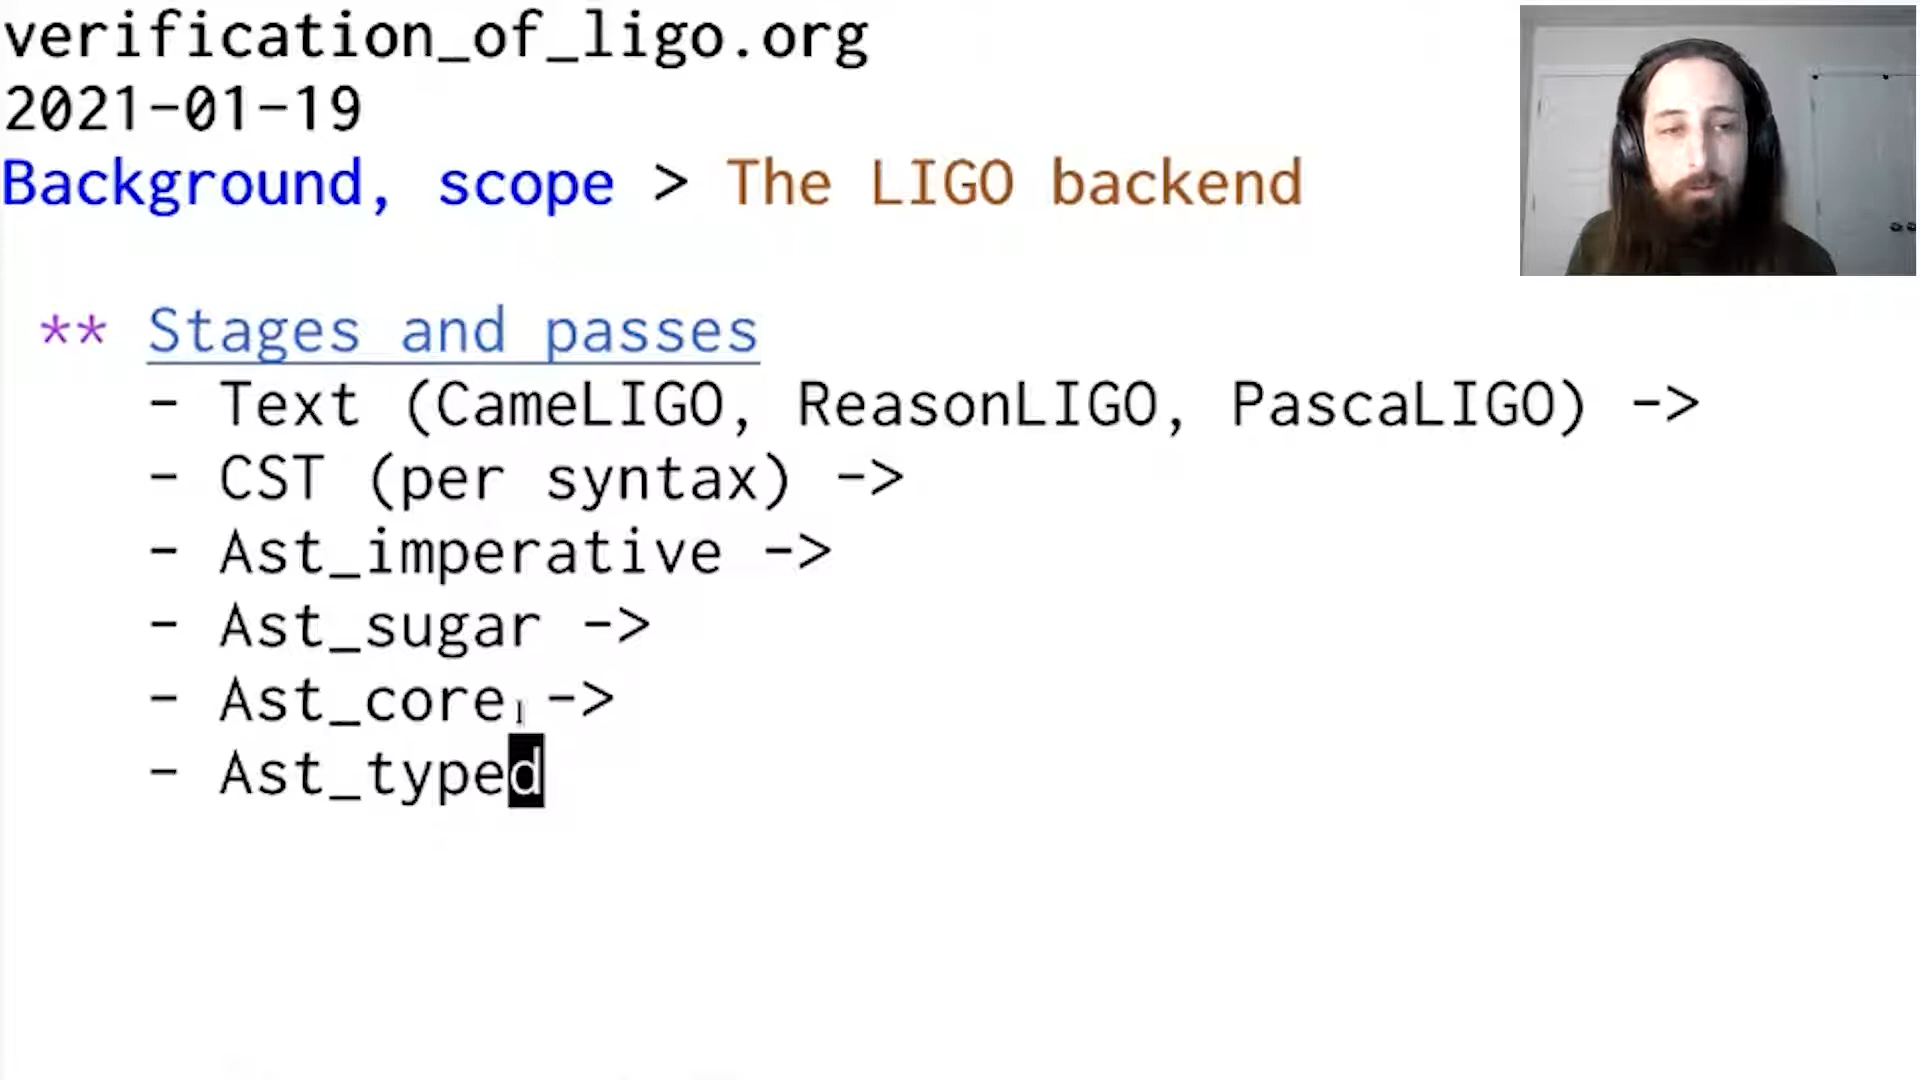 verification_of_ligo.org
2021-01-19
Background, scope > The LIGO backend
** Stages and passes
- Text (CameLIGO, ReasonLIGO, PascaLIGO) ->
- CST (per syntax) ->
- Ast_imperative ->
- Ast_sugar ->
- Ast_core ->
- Ast_typed